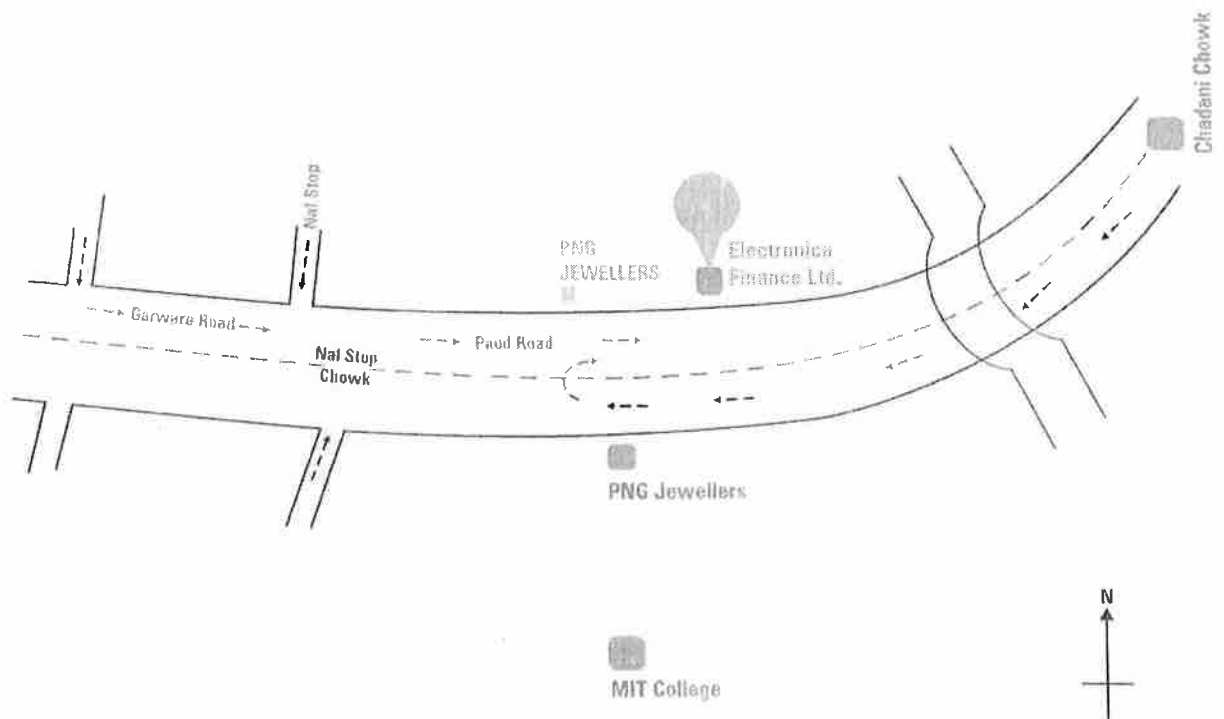 Chadani Chowk
Nal Stop
PNG
JEWELLERS
Electronica
Finance Ltd.
Garware Road
Paud Road
Nal Stop
Chowk
PNG Jewellers
N
MIT College